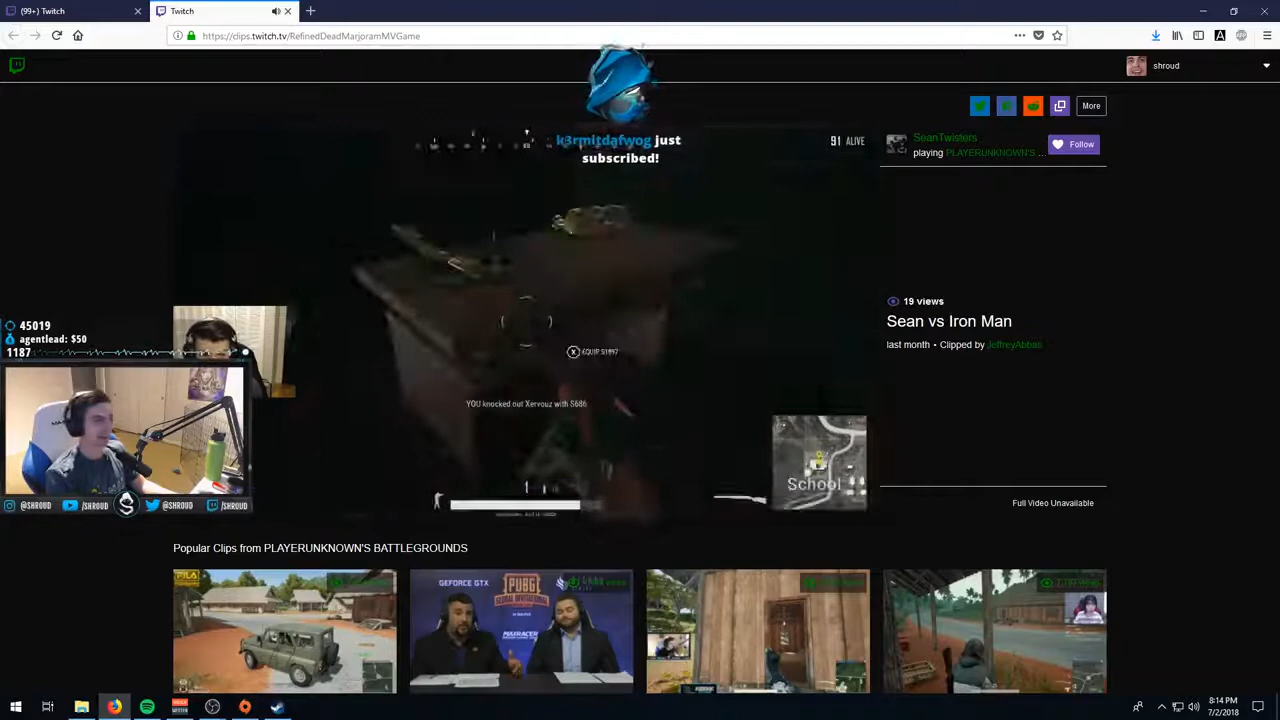 (99+) Twitch
Twitch
https://clips.twitch.tv/RefinedDeadMarjoramMVGame
shroud
More
k3rmitdafwog just
subscribed!
91 ALIVE
SeanTwisters
playing PLAYERUNKNOWN'S ...
Follow
19 views
Sean vs Iron Man
last month • Clipped by JeffreyAbbas
45019
agentlead: $50
1187
X EQUIP S1897
YOU knocked out Xervouz with S686
School
@SHROUD
/SHROUD
@SHROUD
/SHROUD
Full Video Unavailable
Popular Clips from PLAYERUNKNOWN'S BATTLEGROUNDS
FILA
GEFORCE GTX
PUBG
GLOBAL INVITATIONAL
8:14 PM
7/2/2018